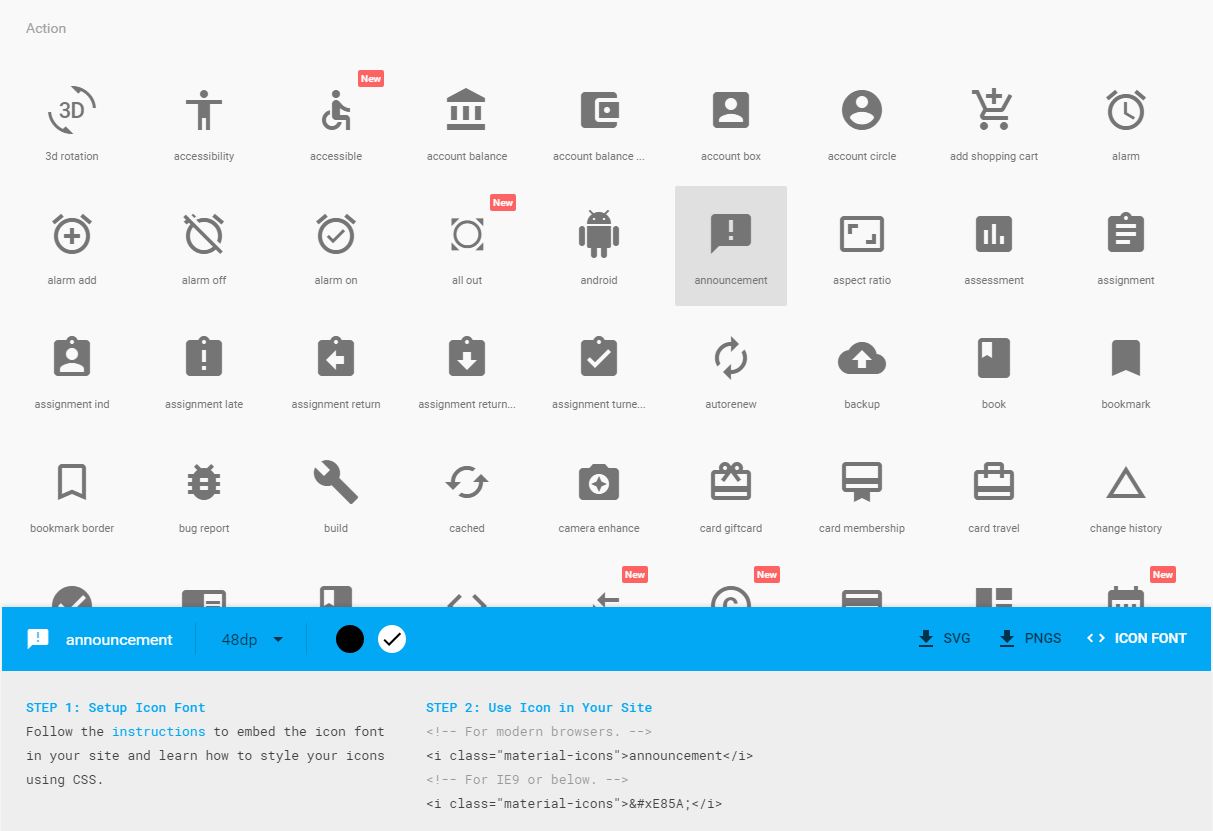 Action
New
3D
3d rotation accessibility accessible account balance account balance ... account box account circle add shopping cart alarm
New
alarm add alarm off alarm on all out android announcement aspect ratio assessment assignment
assignment ind assignment late assignment return assignment return... assignment turne... autorenew backup book bookmark
bookmark border bug report build cached camera enhance card giftcard card membership card travel change history
New New New
announcement 48dp SVG PNGS ICON FONT
STEP 1: Setup Icon Font
Follow the instructions to embed the icon font
in your site and learn how to style your icons
using CSS.
STEP 2: Use Icon in Your Site
<!-- For modern browsers. -->
<i class="material-icons">announcement</i>
<!-- For IE9 or below. -->
<i class="material-icons">&#xE85A;</i>